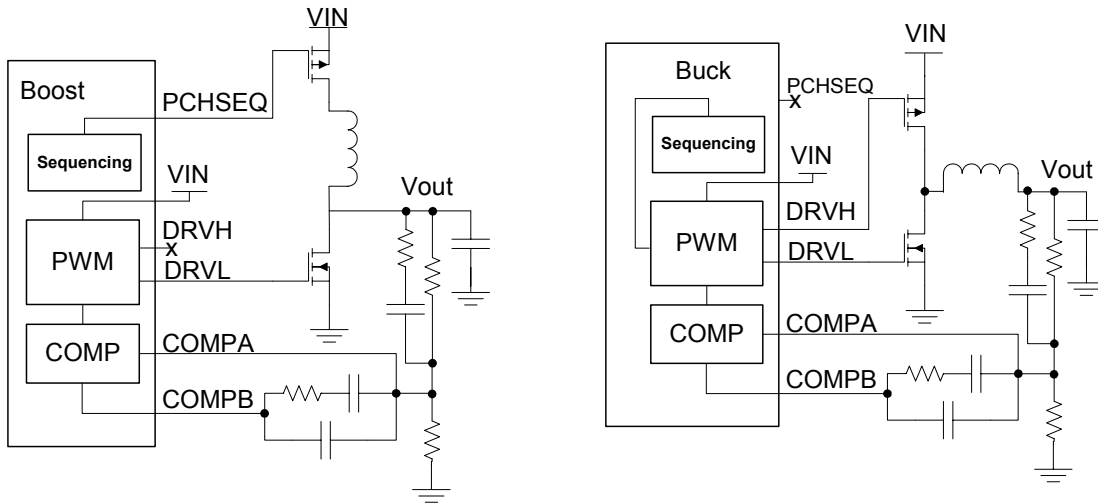 VIN
Boost
PCHSEQ
Sequencing
VIN
Vout
DRVH
x
PWM
DRVL
COMP
COMPA
COMPB
VIN
Buck
PCHSEQ
x
Sequencing
VIN
Vout
DRVH
PWM
DRVL
COMP
COMPA
COMPB